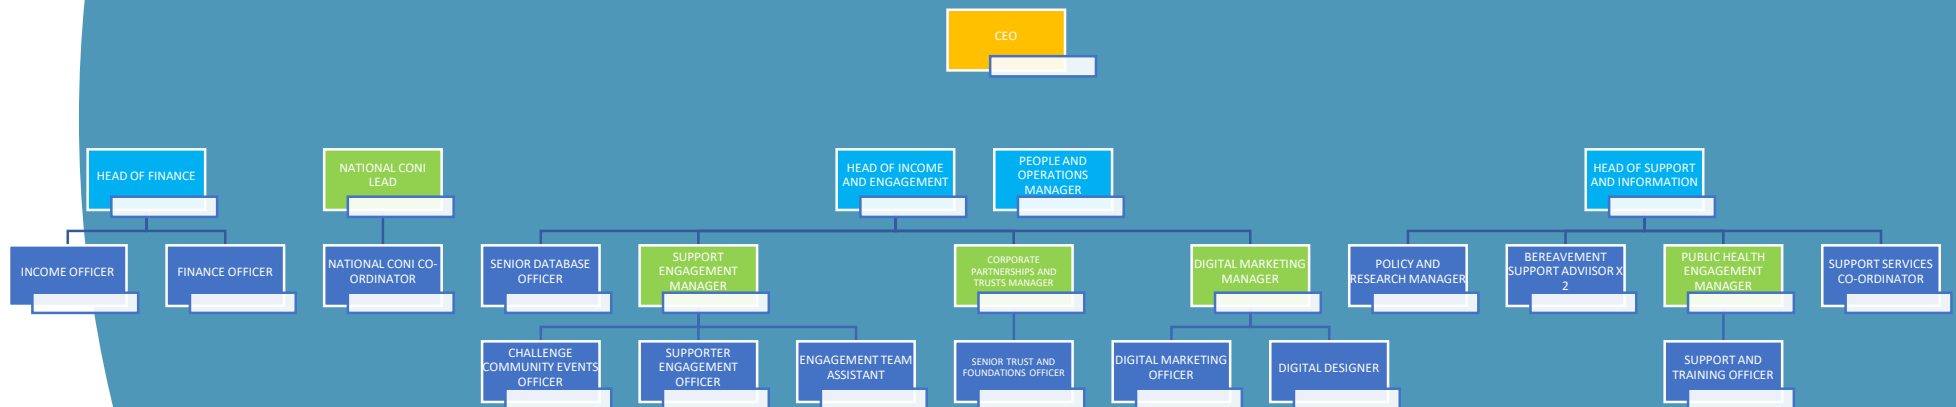 CEO
HEAD OF FINANCE
NATIONAL CONI
LEAD
HEAD OF INCOME
AND ENGAGEMENT
PEOPLE AND
OPERATIONS
MANAGER
HEAD OF SUPPORT
AND INFORMATION
INCOME OFFICER
FINANCE OFFICER
NATIONAL CONI CO-
ORDINATOR
SENIOR DATABASE
OFFICER
SUPPORT
ENGAGEMENT
MANAGER
CORPORATE
PARTNERSHIPS AND
TRUSTS MANAGER
DIGITAL MARKETING
MANAGER
POLICY AND
RESEARCH MANAGER
BEREAVEMENT
SUPPORT ADVIISOR X
2
PUBLIC HEALTH
ENGAGEMENT
MANAGER
SUPPORT SERVICES
CO-ORDINATOR
CHALLENGE
COMMUNITY EVENTS
OFFICER
SUPPORTER
ENGAGEMENT
OFFICER
ENGAGEMENT TEAM
ASSISTANT
SENIOR TRUST AND
FOUNDATIONS OFFICER
DIGITAL MARKETING
OFFICER
DIGITAL DESIGNER
SUPPORT AND
TRAINING OFFICER